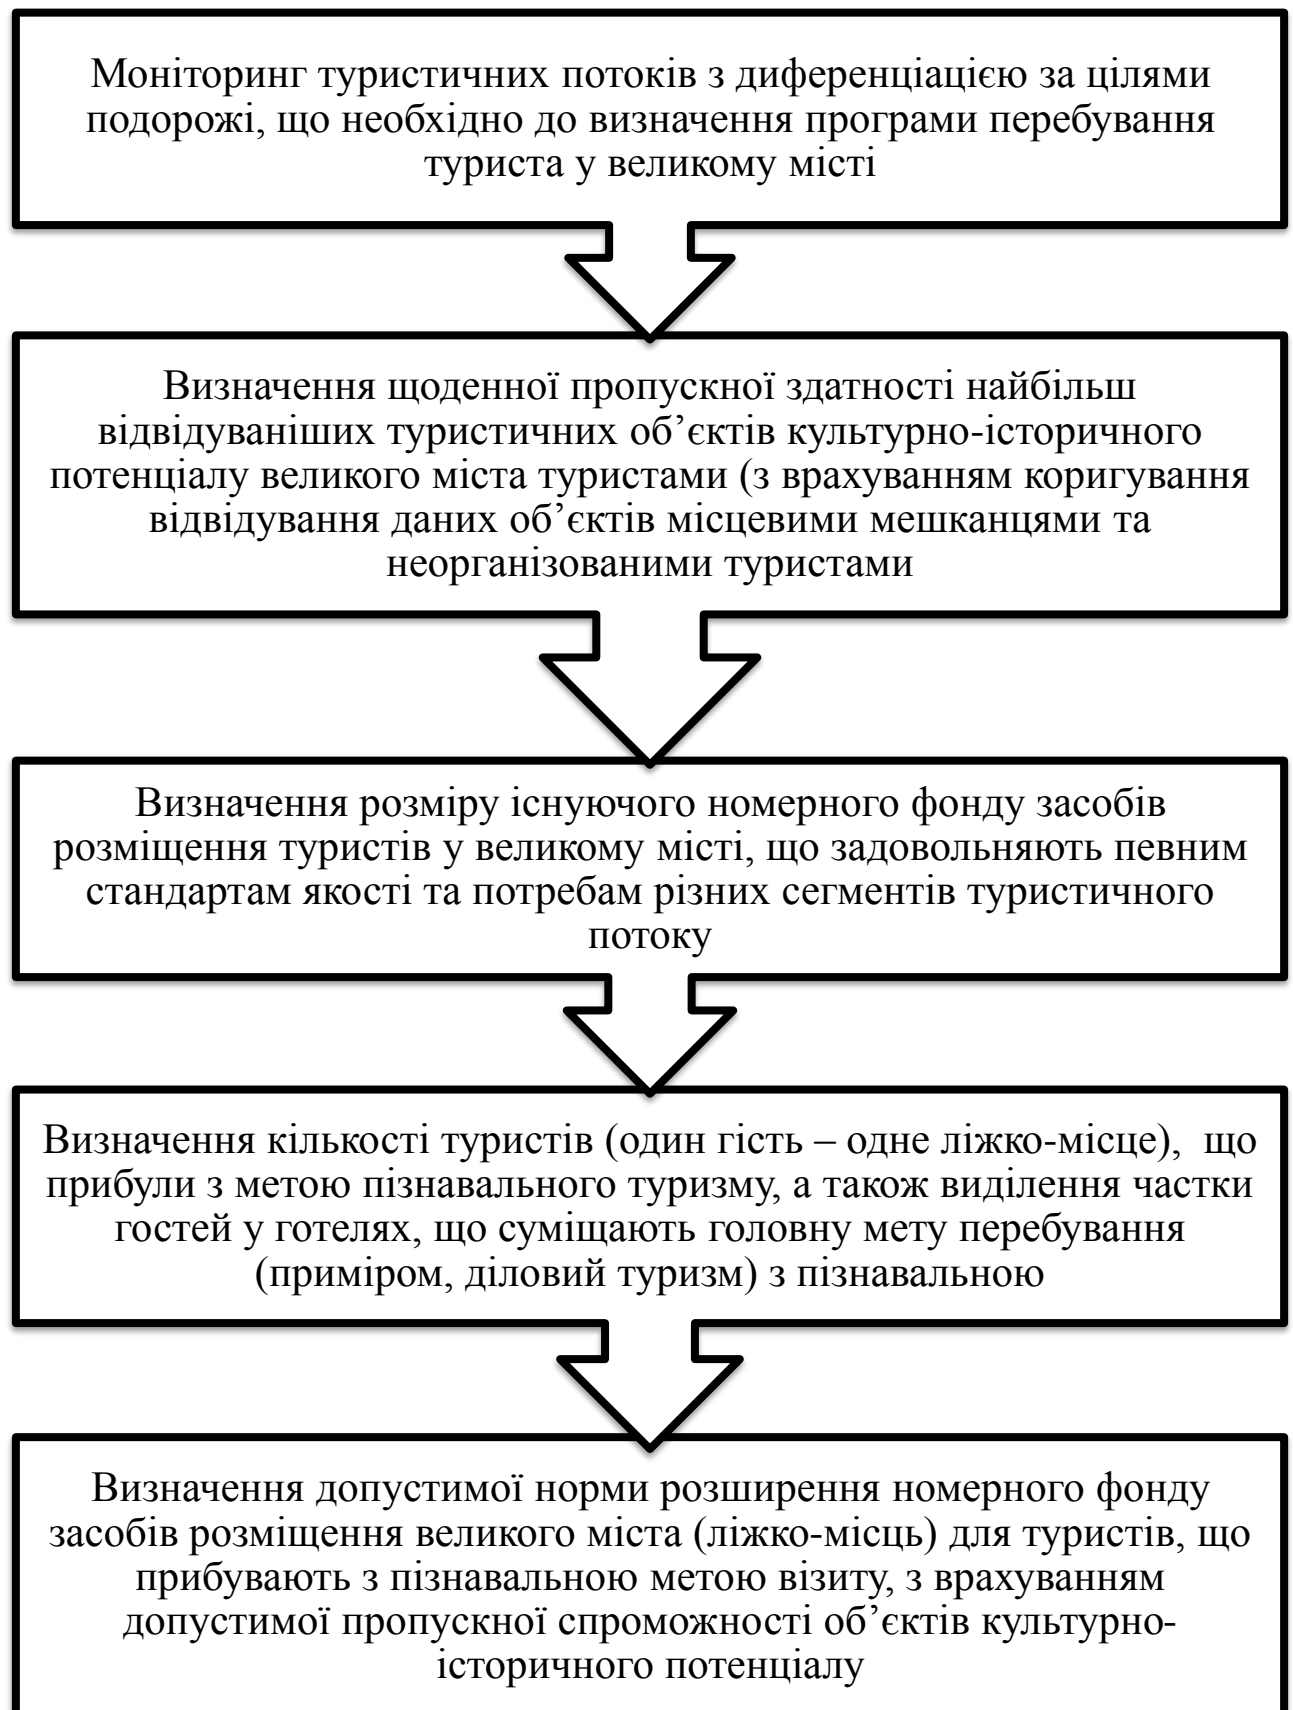 Моніторинг туристичних потоків з диференціацією за цілями
подорожі, що необхідно до визначення програми перебування
туриста у великому місті
Визначення щоденної пропускної здатності найбільш
відвідуваніших туристичних об’єктів культурно-історичного
потенціалу великого міста туристами (з врахуванням коригування
відвідування даних об’єктів місцевими мешканцями та
неорганізованими туристами
Визначення розміру існуючого номерного фонду засобів
розміщення туристів у великому місті, що задовольняють певним
стандартам якості та потребам різних сегментів туристичного
потоку
Визначення кількості туристів (один гість – одне ліжко-місце),  що
прибули з метою пізнавального туризму, а також виділення частки
гостей у готелях, що суміщають головну мету перебування
(приміром, діловий туризм) з пізнавальною
Визначення допустимої норми розширення номерного фонду
засобів розміщення великого міста (ліжко-місць) для туристів, що
прибувають з пізнавальною метою візиту, з врахуванням
допустимої пропускної спроможності об’єктів культурно-
історичного потенціалу